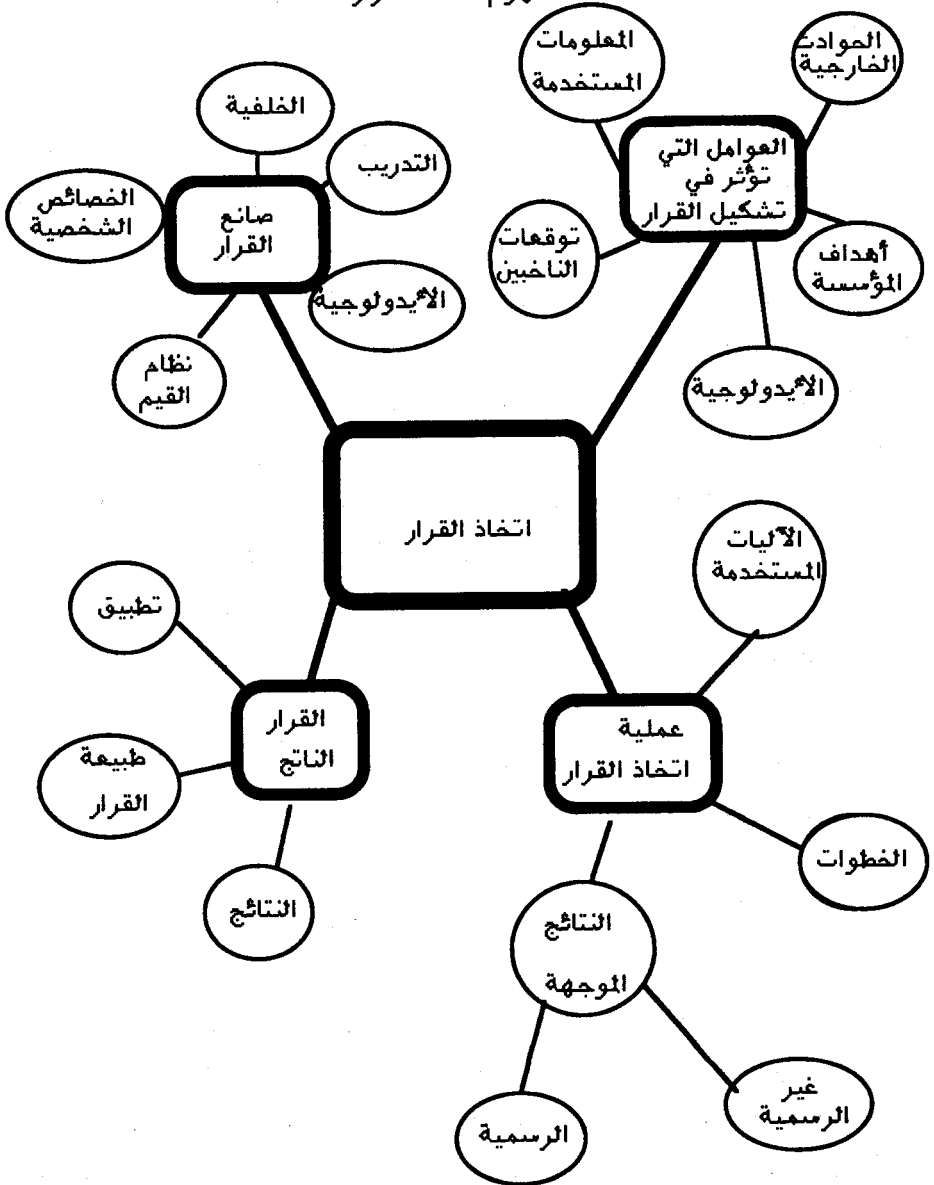 المعلومات
المستخدمة
الحوادث
الخارجية
العوامل التي
تؤثر في
تشكيل القرار
توقعات
الناخبين
أهداف
المؤسسة
الأيدولوجية
الخلفية
التدريب
صانع
القرار
الخصائص
الشخصية
الأيدولوجية
نظام
القيم
اتخاذ القرار
الآليات
المستخدمة
عملية
اتخاذ القرار
الخطوات
النتائج
الموجهة
غير
الرسمية
الرسمية
تطبيق
القرار
الناتج
طبيعة
القرار
النتائج